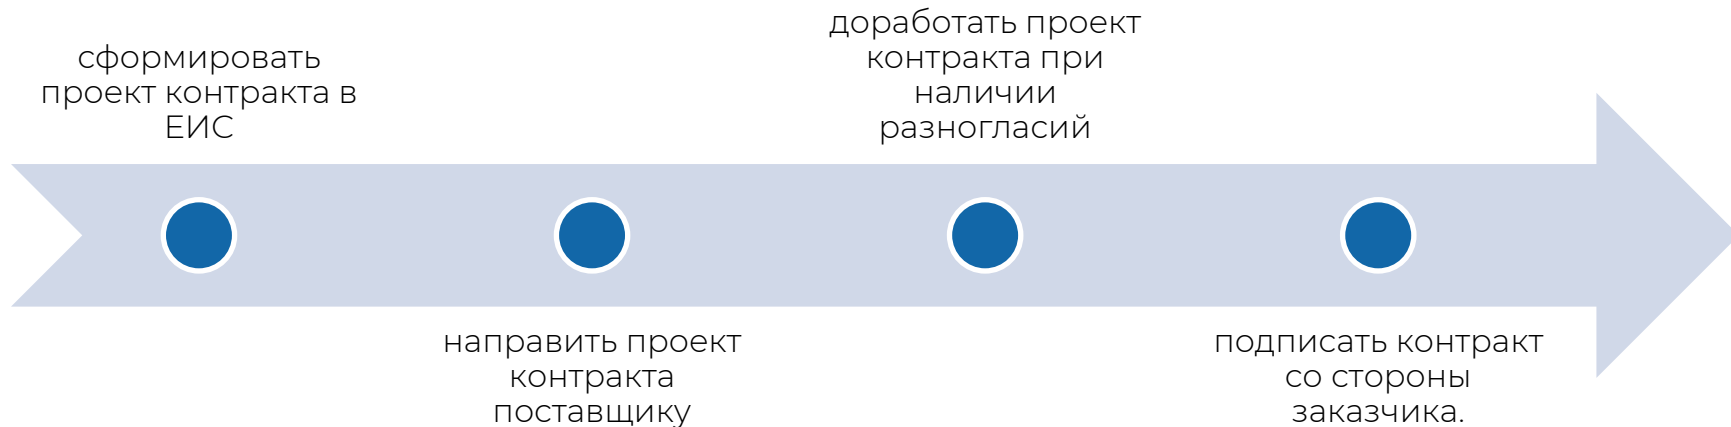 сформировать
проект контракта в
ЕИС
направить проект
контракта
поставщику
доработать проект
контракта при
наличии
разногласий
подписать контракт
со стороны
заказчика.